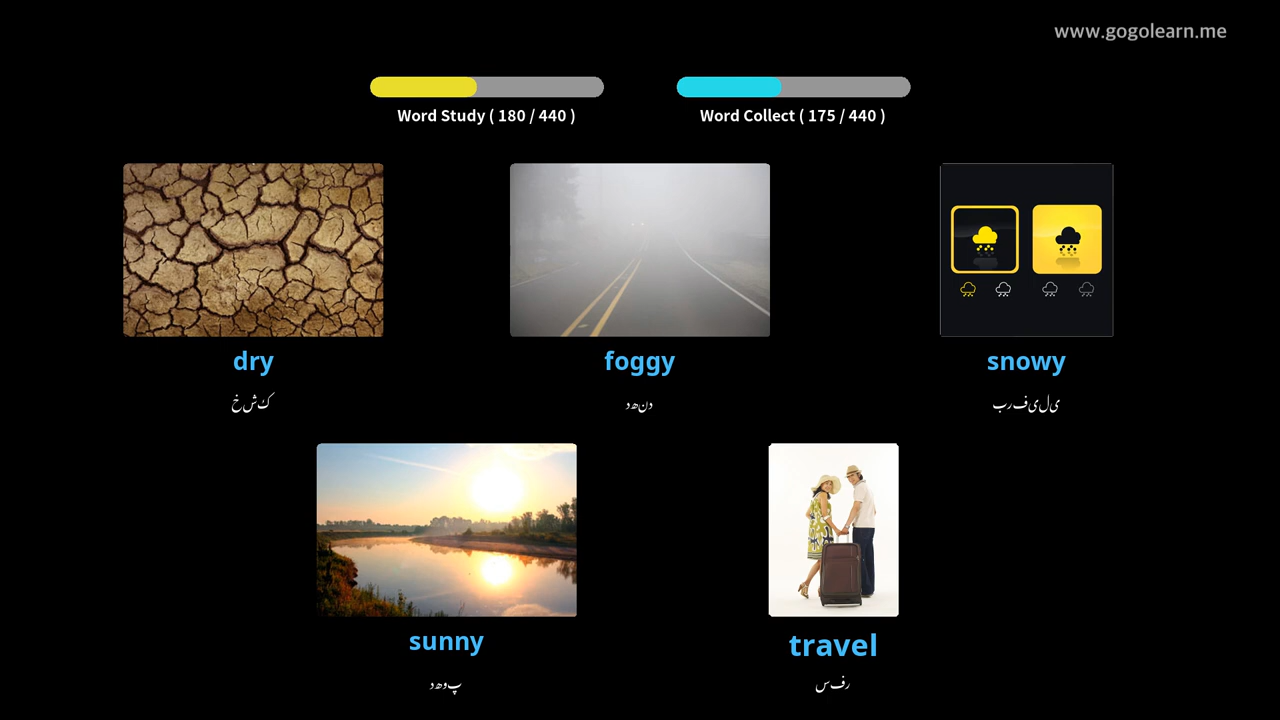 www.gogolearn.me
Word Study ( 180 / 440 )
Word Collect ( 175 / 440 )
dry
خشک
foggy
دھند
snowy
برفیلی
sunny
دھوپ
travel
سفر